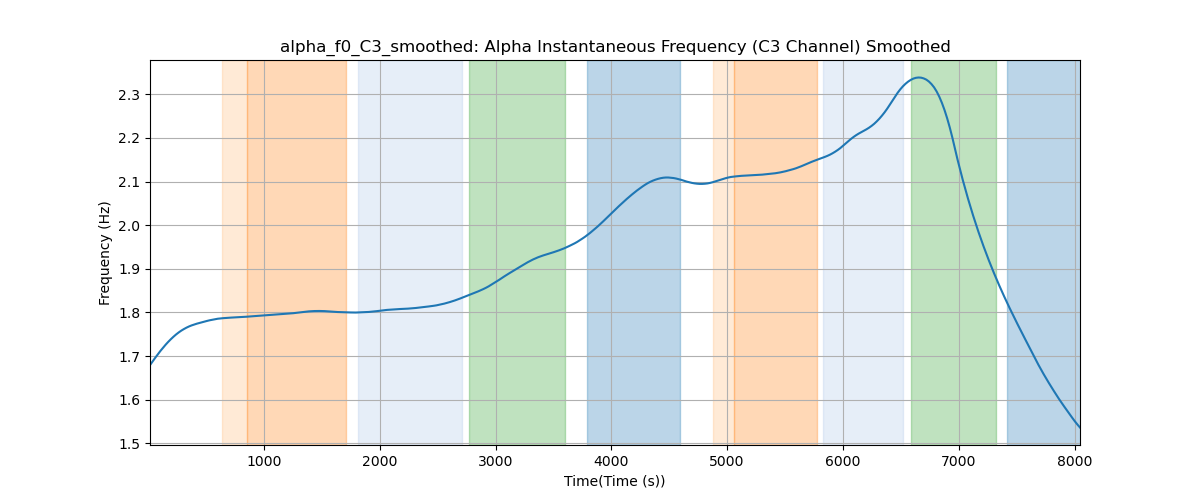 alpha_f0_C3_smoothed: Alpha Instantaneous Frequency (C3 Channel) Smoothed
Frequency (Hz)
2.3
2.2
2.1
2.0
1.9
1.8
1.7
1.6
1.5
1000 2000 3000 4000 5000 6000 7000 8000
Time(Time (s))